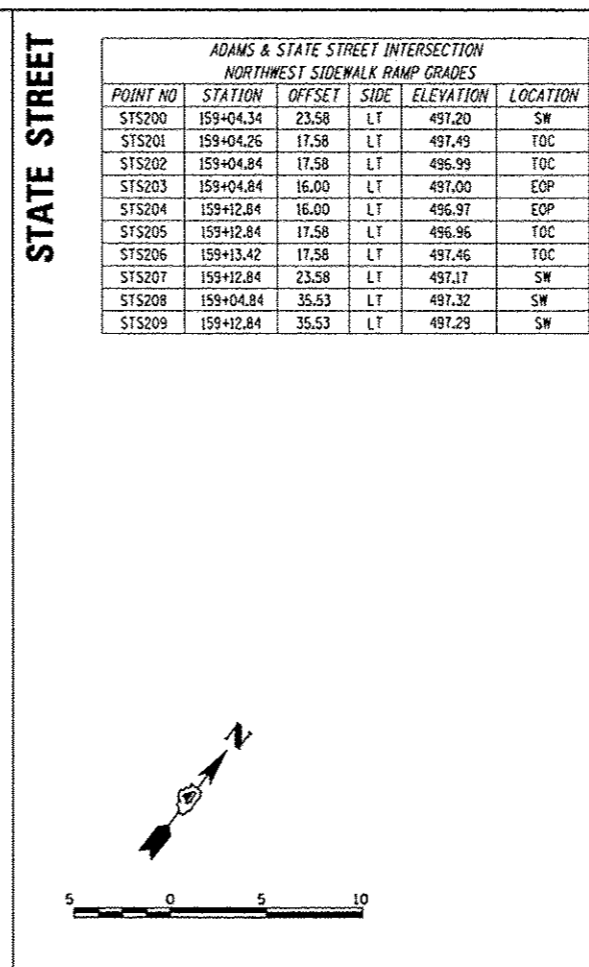 STATE STREET
ADAMS & STATE STREET INTERSECTION
NORTHWEST SIDEWALK RAMP GRADES
POINT NO STATION OFFSET SIDE ELEVATION LOCATION
STS200 159+04.34 23.58 LT 497.20 SW
STS201 159+04.26 17.58 LT 497.49 TOC
STS202 159+04.84 17.58 LT 496.99 TOC
STS203 159+04.84 16.00 LT 497.00 EOP
STS204 159+12.84 16.00 LT 496.97 EOP
STS205 159+12.84 17.58 LT 496.96 TOC
STS206 159+13.42 17.58 LT 497.46 TOC
STS207 159+12.84 23.58 LT 497.17 SW
STS208 159+04.84 35.53 LT 497.32 SW
STS209 159+12.84 35.53 LT 497.29 SW
N
5 0 5 10